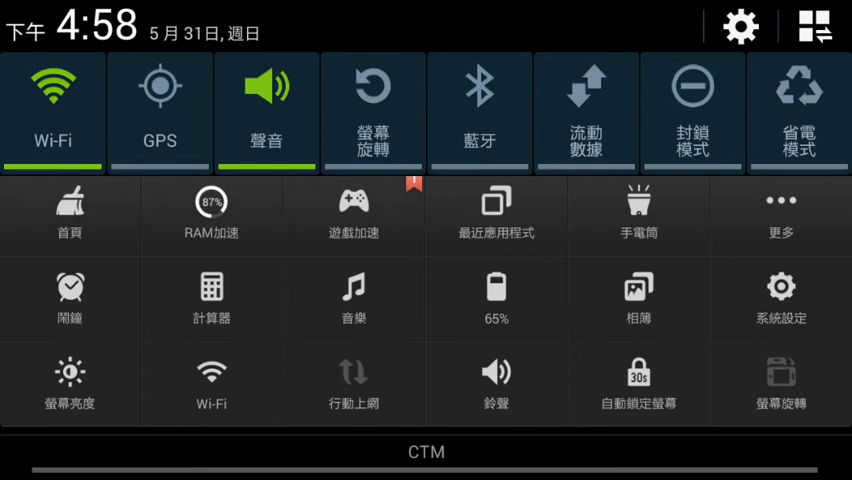 下午 4:58 5 月 31日, 週日
Wi-Fi GPS 聲音 螢幕旋轉 藍牙 流動數據 封鎖模式 省電模式
首頁 87% RAM加速 遊戲加速 最近應用程式 手電筒 更多
鬧鐘 計算器 音樂 65% 相薄 系統設定
螢幕亮度 Wi-Fi 行動上網 鈴聲 30s 自動鎖定螢幕 螢幕旋轉
CTM